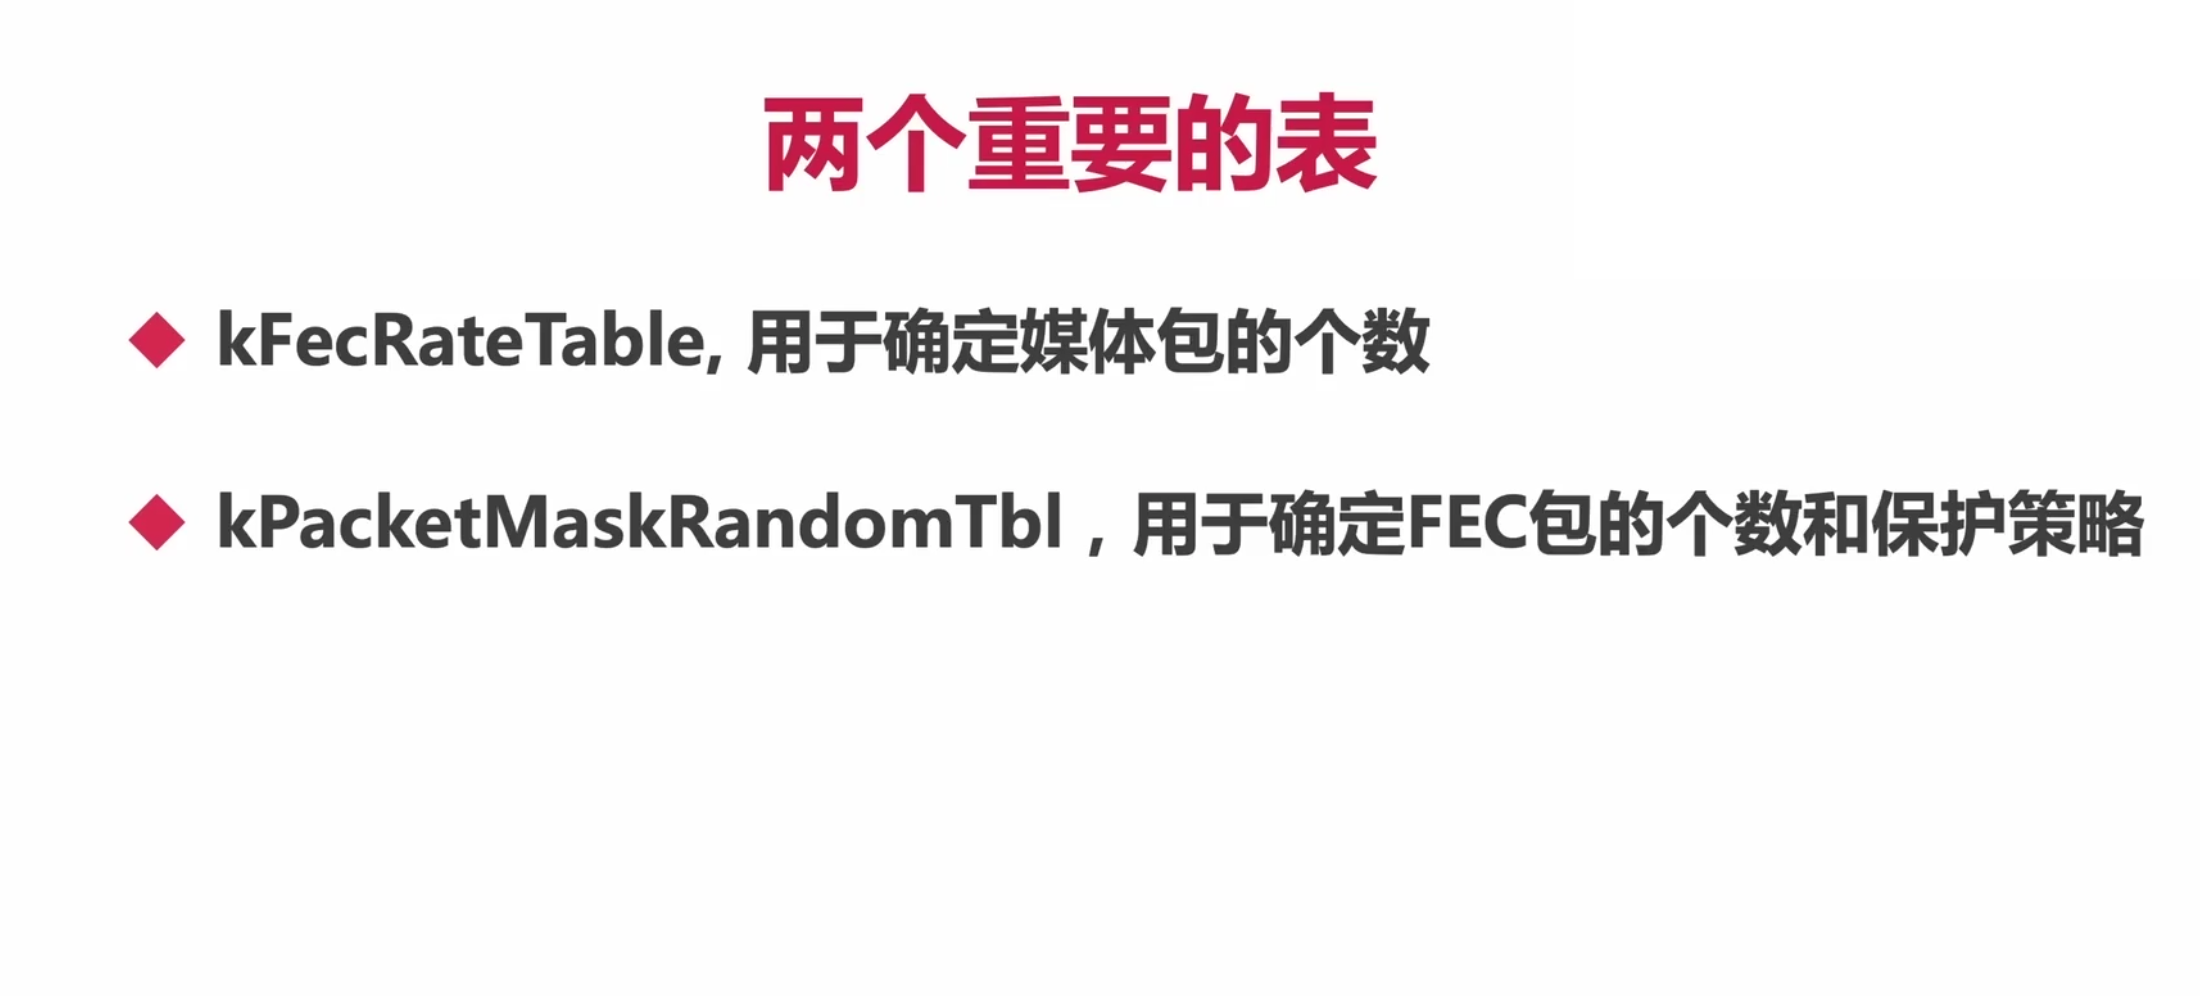 两个重要的表
kFecRateTable, 用于确定媒体包的个数
kPacketMaskRandomTbl，用于确定FEC包的个数和保护策略